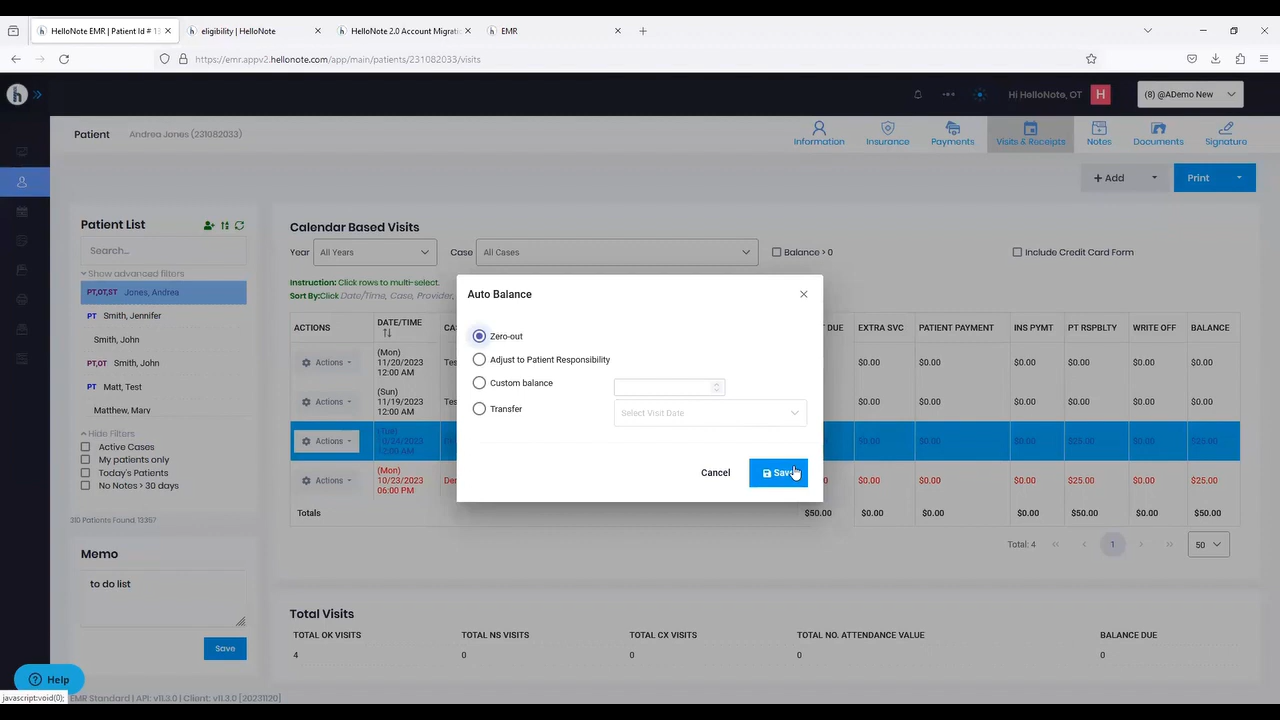 HelloNote EMR | Patient Id # 1
eligibility | HelloNote
HelloNote 2.0 Account Migrati
EMR
https://emr.appv2.hellonote.com/app/main/patients/231082033/visits
Hi HelloNote, OT
H
(8) @ADemo New
Patient
Andrea Jones (231082033)
Information
Insurance
Payments
Visits & Receipts
Notes
Documents
Signature
+ Add
Print
Patient List
Search...
Show advanced filters
PT,OT,ST Jones, Andrea
PT Smith, Jennifer
Smith, John
PT,OT Smith, John
PT Matt, Test
Matthew, Mary
Hide Filters
Active Cases
My patients only
Today's Patients
No Notes > 30 days
310 Patients Found. 13367
Memo
to do list
Save
Help
javascript:void(0);
EMR Standard | API: v11.3.0 | Client: v11.3.0 [20231120]
Calendar Based Visits
Year All Years Case All Cases Balance > 0 Include Credit Card Form
Instruction: Click rows to multi-select.
Sort By:Click Date/Time, Case, Provider,
ACTIONS DATE/TIME DUE EXTRA SVC PATIENT PAYMENT INS PYMT PT RSPBLTY WRITE OFF BALANCE
Actions (Mon) 11/20/2023 12:00 AM $0.00 $0.00 $0.00 $0.00 $0.00 $0.00
Actions (Sun) 11/19/2023 12:00 AM $0.00 $0.00 $0.00 $0.00 $0.00 $0.00
Actions (Tue) 10/24/2023 12:00 AM $0.00 $0.00 $0.00 $25.00 $0.00 $25.00
Actions (Mon) 10/23/2023 06:00 PM $0.00 $0.00 $0.00 $25.00 $0.00 $25.00
Totals $50.00 $0.00 $0.00 $0.00 $50.00 $0.00 $50.00
Total: 4
1
50
Auto Balance
Zero-out
Adjust to Patient Responsibility
Custom balance
Transfer
Select Visit Date
Cancel
Save
Total Visits
TOTAL OK VISITS TOTAL NS VISITS TOTAL CX VISITS TOTAL NO. ATTENDANCE VALUE BALANCE DUE
4 0 0 0 0